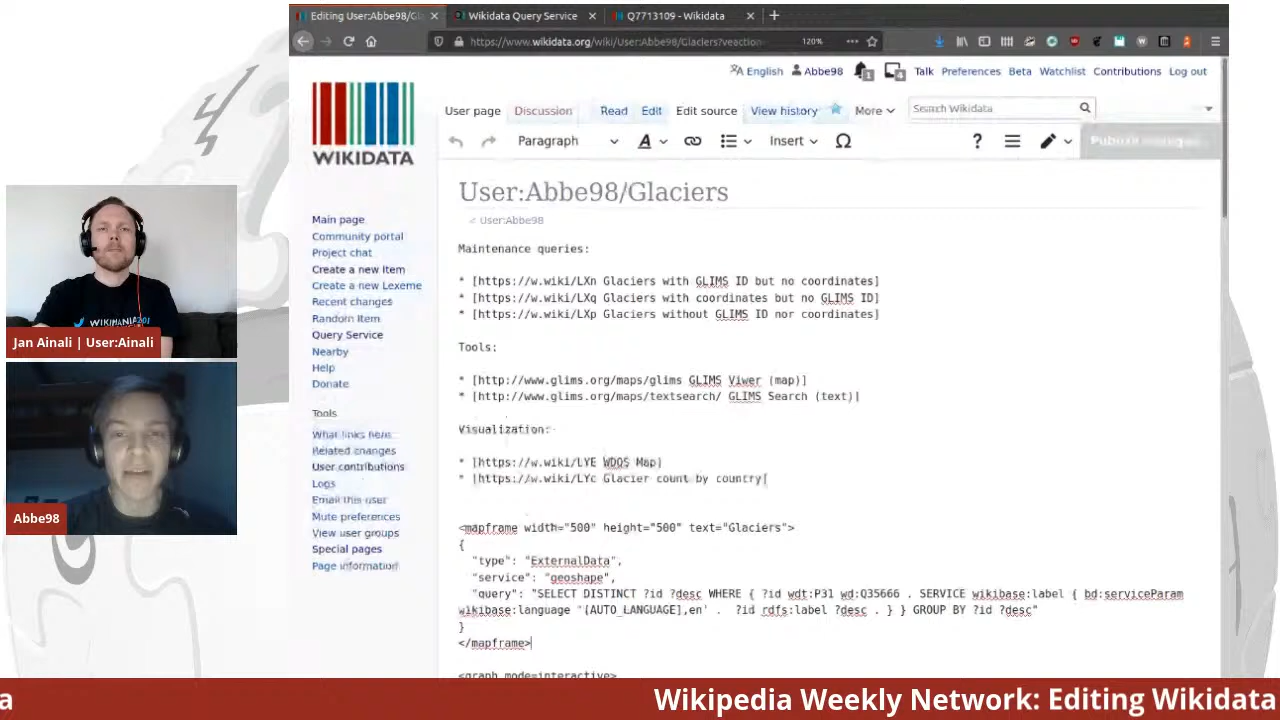 Editing User:Abbe98/Gl
Wikidata Query Service
Q7713109 - Wikidata
https://www.wikidata.org/wiki/User:Abbe98/Glaciers?veaction
120%
English
Abbe98
1
4
Talk
Preferences
Beta
Watchlist
Contributions
Log out
User page
Discussion
Read
Edit
Edit source
View history
More
Search Wikidata
Paragraph
A
Insert
Ω
?
WIKIDATA
Main page
Community portal
Project chat
Create a new Item
Create a new Lexeme
Recent changes
Random Item
Query Service
Nearby
Help
Donate
Tools
What links here
Related changes
User contributions
Logs
Email this user
Mute preferences
View user groups
Special pages
Page information
User:Abbe98/Glaciers
User:Abbe98
Maintenance queries:
* [https://w.wiki/LXn Glaciers with GLIMS ID but no coordinates]
* [https://w.wiki/LXq Glaciers with coordinates but no GLIMS ID]
* [https://w.wiki/LXp Glaciers without GLIMS ID nor coordinates]
Tools:
* [http://www.glims.org/maps/glims GLIMS Viwer (map)]
* [http://www.glims.org/maps/textsearch/ GLIMS Search (text)]
Visualization:
* [https://w.wiki/LYE WDQS Map]
* [https://w.wiki/LYc Glacier count by country]
<mapframe width="500" height="500" text="Glaciers">
{
"type": "ExternalData",
"service": "geoshape",
"query": "SELECT DISTINCT ?id ?desc WHERE { ?id wdt:P31 wd:Q35666 . SERVICE wikibase:label { bd:serviceParam
wikibase:language '[AUTO_LANGUAGE],en' . ?id rdfs:label ?desc . } } GROUP BY ?id ?desc"
}
</mapframe>
<graph mode=interactive>
WIKIMANIA
Jan Ainali | User:Ainali
Abbe98
a
Wikipedia Weekly Network: Editing Wikidata